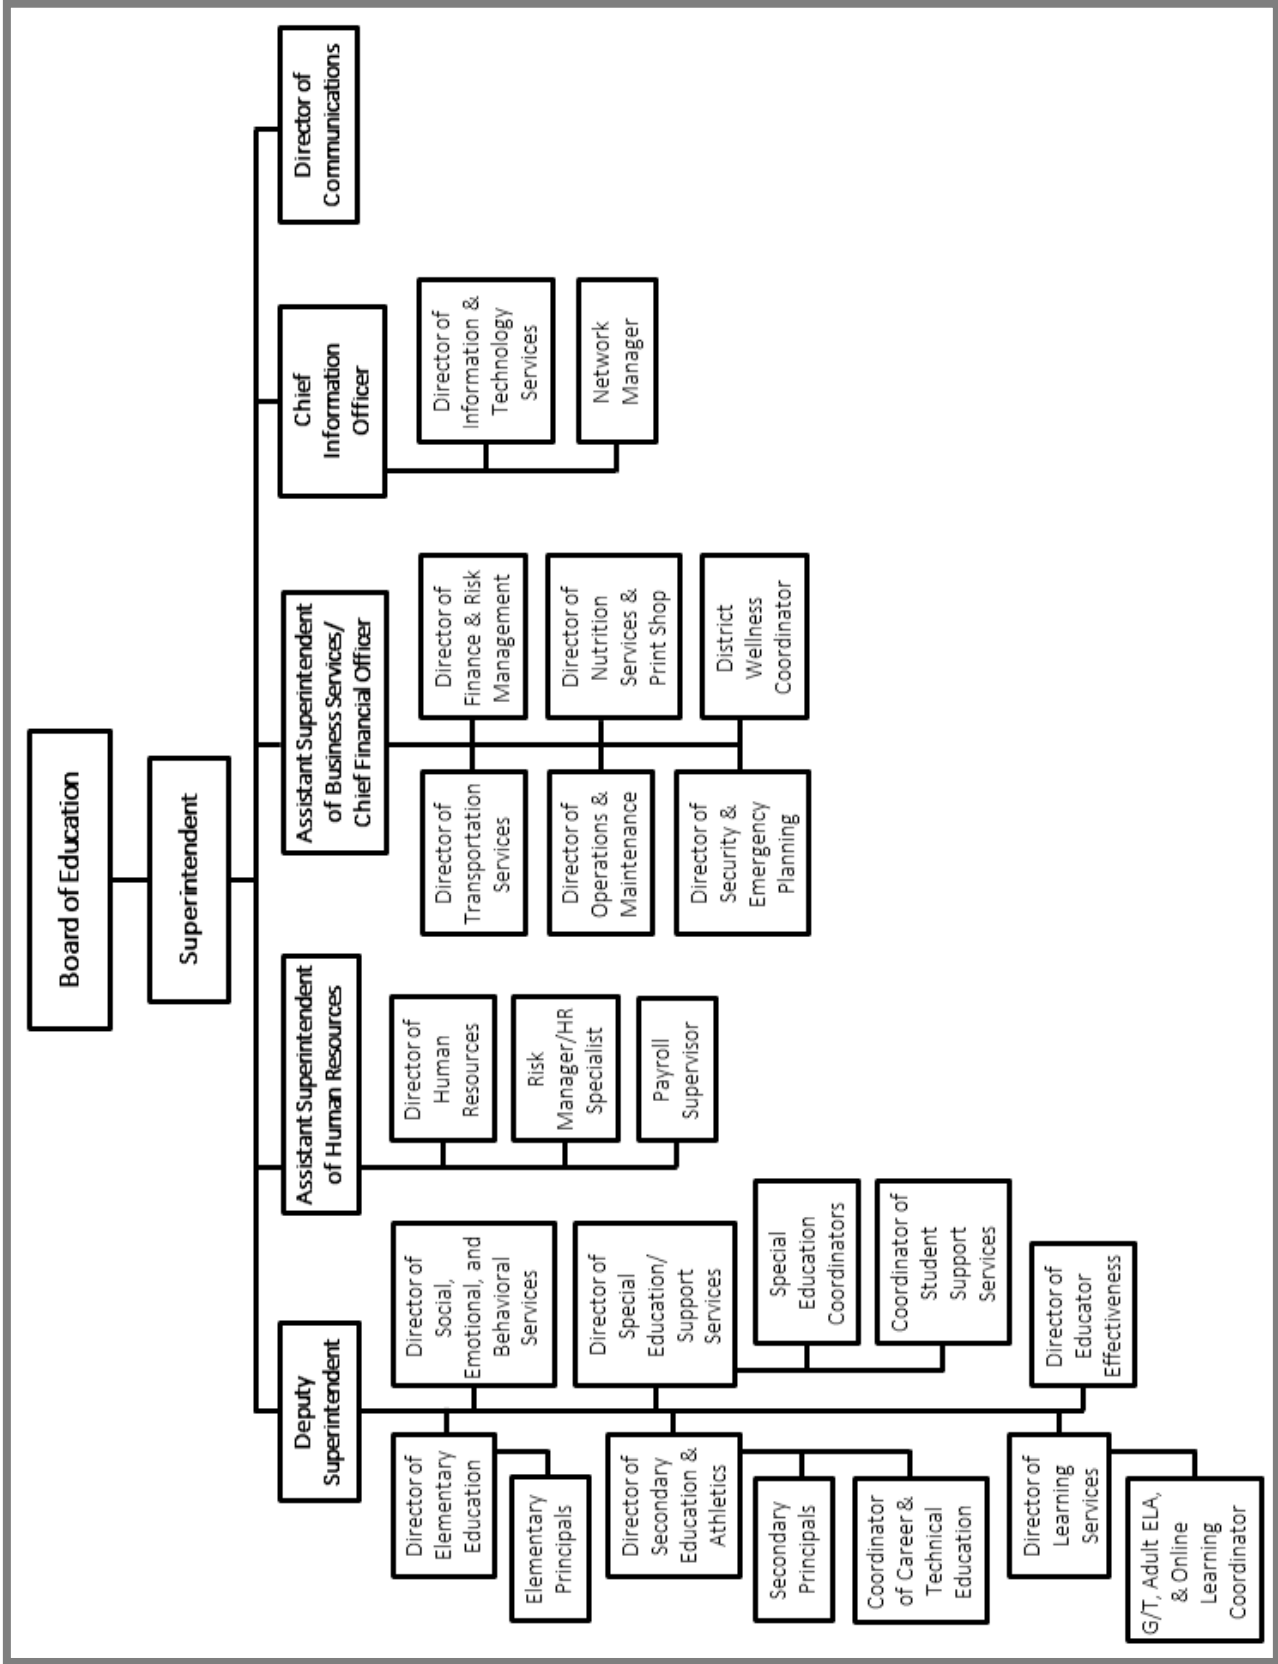 Board of Education
Superintendent
Deputy
Superintendent
Director of
Elementary
Education
Elementary
Principals
Director of
Secondary
Education &
Athletics
Secondary
Principals
Coordinator
of Career &
Technical
Education
Director of
Learning
Services
G/T, Adult ELA,
& Online
Learning
Coordinator
Director of
Social,
Emotional, and
Behavioral
Services
Director of
Special
Education/
Support
Services
Special
Education
Coordinators
Coordinator of
Student
Support
Services
Director of
Educator
Effectiveness
Assistant Superintendent
of Human Resources
Director of
Human
Resources
Risk
Manager/HR
Specialist
Payroll
Supervisor
Assistant Superintendent
of Business Services/
Chief Financial Officer
Director of
Transportation
Services
Director of
Operations &
Maintenance
Director of
Security &
Emergency
Planning
Director of
Finance & Risk
Management
Director of
Nutrition
Services &
Print Shop
District
Wellness
Coordinator
Chief
Information
Officer
Director of
Information &
Technology
Services
Network
Manager
Director of
Communications